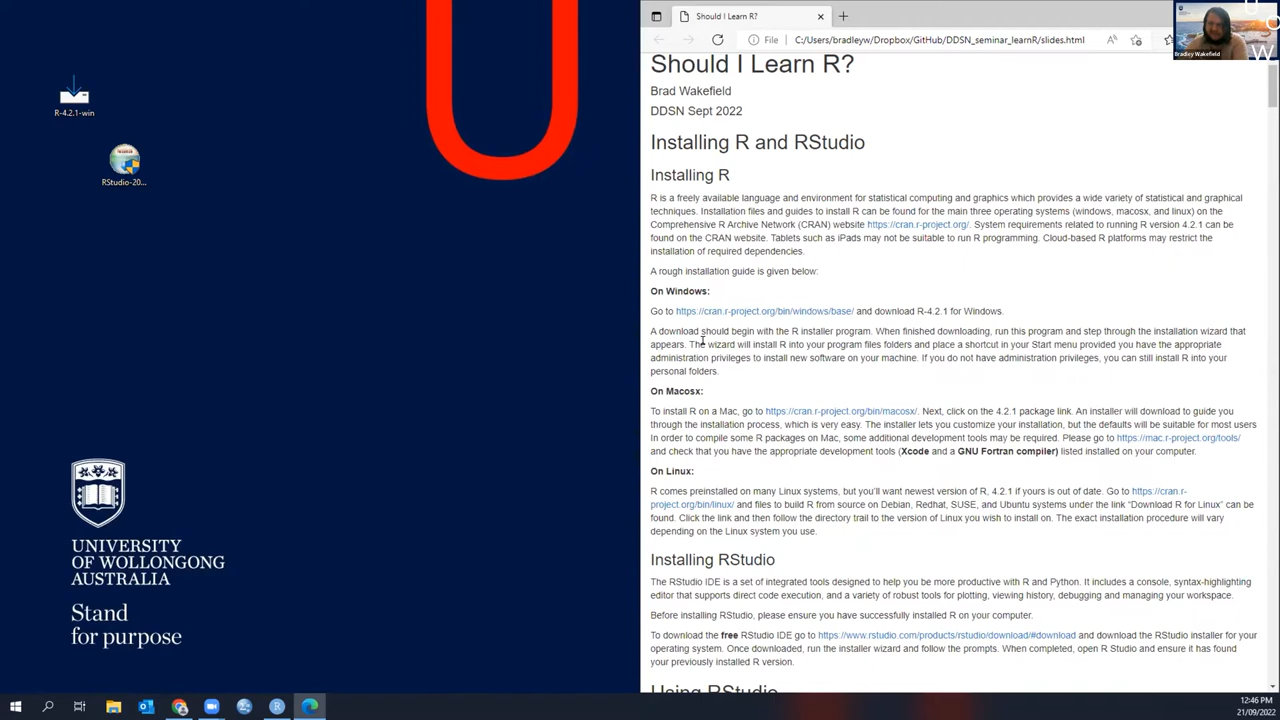 Should I Learn R?
File
C:/Users/bradleyw/Dropbox/GitHub/DDSN_seminar_learnR/slides.html
Bradley Wakefield
U
O
W
R-4.2.1-win
RStudio-20...
U
UNIVERSITY
OF WOLLONGONG
AUSTRALIA
Stand
for purpose
Should I Learn R?
Brad Wakefield
DDSN Sept 2022
Installing R and RStudio
Installing R
R is a freely available language and environment for statistical computing and graphics which provides a wide variety of statistical and graphical
techniques. Installation files and guides to install R can be found for the main three operating systems (windows, macosx, and linux) on the
Comprehensive R Archive Network (CRAN) website https://cran.r-project.org/. System requirements related to running R version 4.2.1 can be
found on the CRAN website. Tablets such as iPads may not be suitable to run R programming. Cloud-based R platforms may restrict the
installation of required dependencies.
A rough installation guide is given below:
On Windows:
Go to https://cran.r-project.org/bin/windows/base/ and download R-4.2.1 for Windows.
A download should begin with the R installer program. When finished downloading, run this program and step through the installation wizard that
appears. The wizard will install R into your program files folders and place a shortcut in your Start menu provided you have the appropriate
administration privileges to install new software on your machine. If you do not have administration privileges, you can still install R into your
personal folders.
On Macosx:
To install R on a Mac, go to https://cran.r-project.org/bin/macosx/. Next, click on the 4.2.1 package link. An installer will download to guide you
through the installation process, which is very easy. The installer lets you customize your installation, but the defaults will be suitable for most users
In order to compile some R packages on Mac, some additional development tools may be required. Please go to https://mac.r-project.org/tools/
and check that you have the appropriate development tools (Xcode and a GNU Fortran compiler) listed installed on your computer.
On Linux:
R comes preinstalled on many Linux systems, but you'll want newest version of R, 4.2.1 if yours is out of date. Go to https://cran.r-
project.org/bin/linux/ and files to build R from source on Debian, Redhat, SUSE, and Ubuntu systems under the link “Download R for Linux” can be
found. Click the link and then follow the directory trail to the version of Linux you wish to install on. The exact installation procedure will vary
depending on the Linux system you use.
Installing RStudio
The RStudio IDE is a set of integrated tools designed to help you be more productive with R and Python. It includes a console, syntax-highlighting
editor that supports direct code execution, and a variety of robust tools for plotting, viewing history, debugging and managing your workspace.
Before installing RStudio, please ensure you have successfully installed R on your computer.
To download the free RStudio IDE go to https://www.rstudio.com/products/rstudio/download/#download and download the RStudio installer for your
operating system. Once downloaded, run the installer wizard and follow the prompts. When completed, open R Studio and ensure it has found
your previously installed R version.
Using RStudio
12:46 PM
21/09/2022